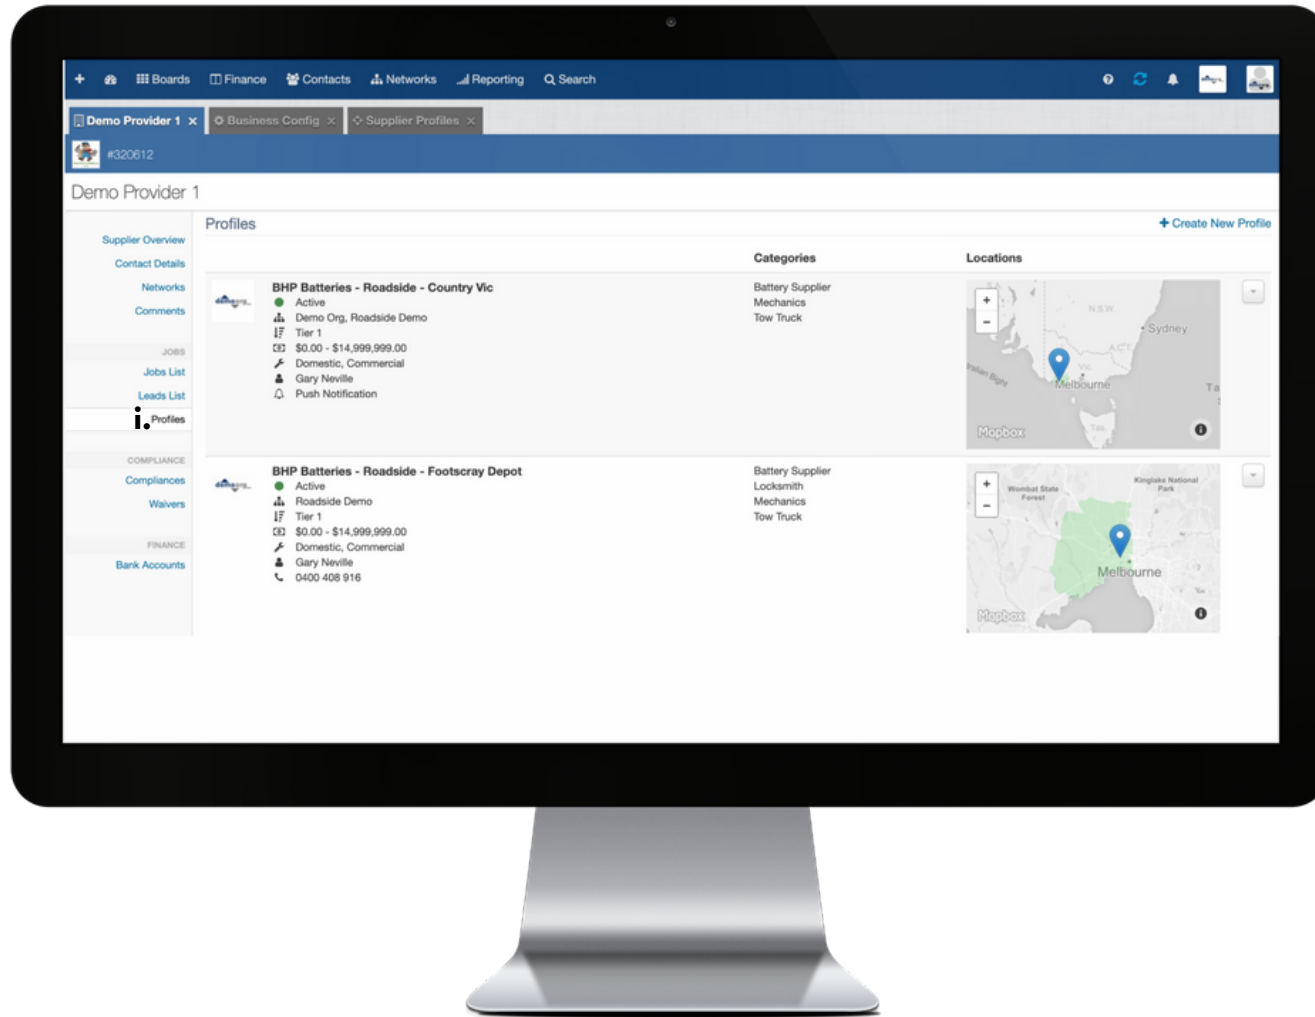 Boards Finance Contacts Networks Reporting Search
Demo Provider 1 × Business Config × Supplier Profiles ×
#320612
Demo Provider 1
Supplier Overview
Contact Details
Networks
Comments
JOBS
Jobs List
Leads List
i. Profiles
COMPLIANCE
Compliances
Waivers
FINANCE
Bank Accounts
Profiles
+ Create New Profile
Categories Locations
BHP Batteries - Roadside - Country Vic
Active
Demo Org, Roadside Demo
Tier 1
$0.00 - $14,999,999.00
Domestic, Commercial
Gary Neville
Push Notification
Battery Supplier
Mechanics
Tow Truck
+
−
N.S.W.
Sydney
A.C.T.
Vic.
Melbourne
Tas.
Mapbox
BHP Batteries - Roadside - Footscray Depot
Active
Roadside Demo
Tier 1
$0.00 - $14,999,999.00
Domestic, Commercial
Gary Neville
0400 408 916
Battery Supplier
Locksmith
Mechanics
Tow Truck
+
−
Wombat State
Forest
Kinglake National
Park
Melbourne
Mapbox